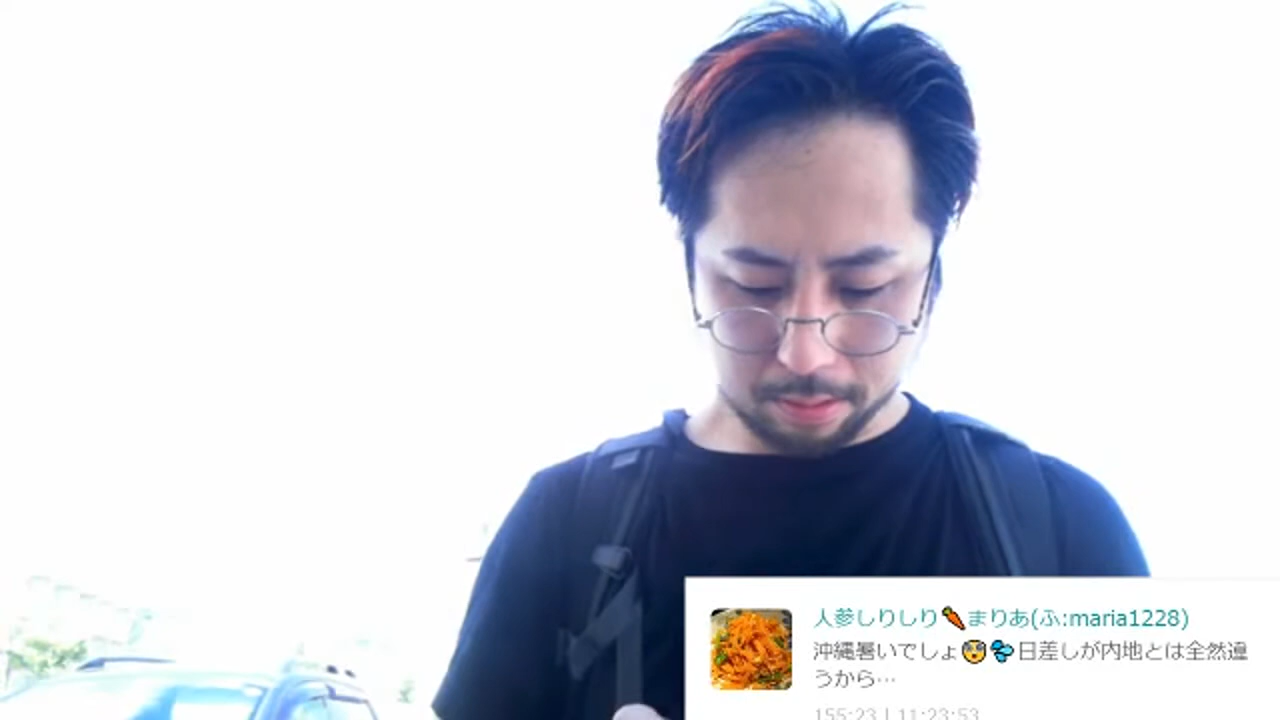 人参しりしり🥕まりあ(ふ:maria1228)
沖縄暑いでしょ😨💦日差しが内地とは全然違
うから…
155:23 | 11:23:53